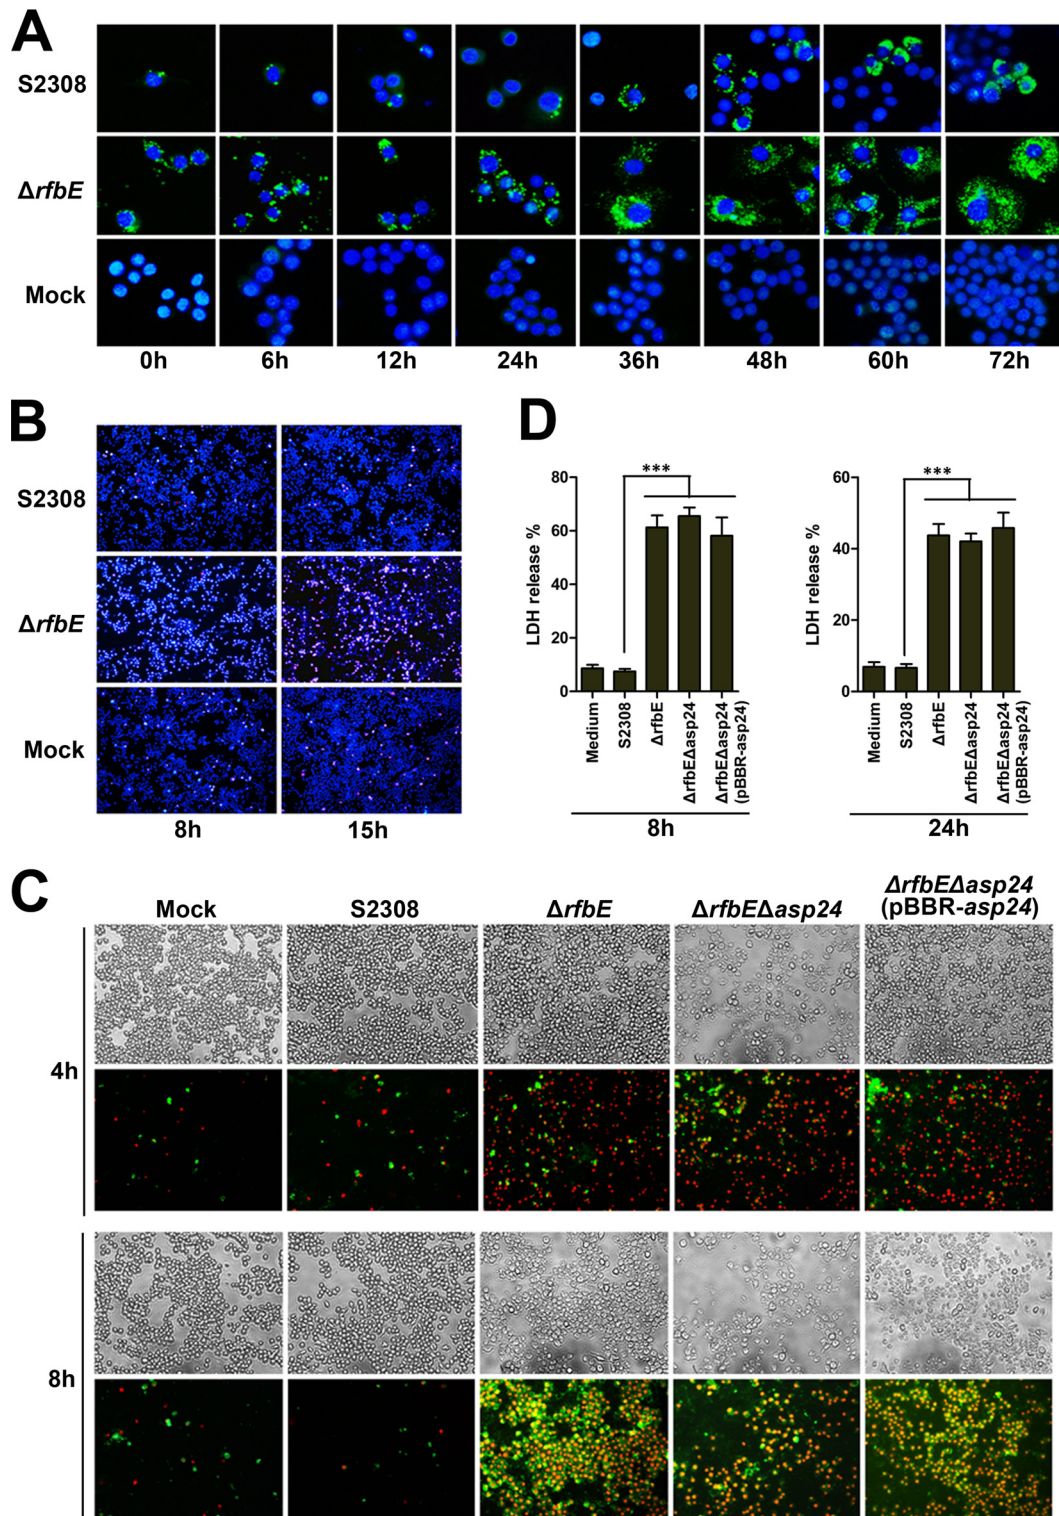 A
S2308
ΔrfbE
Mock
0h 6h 12h 24h 36h 48h 60h 72h
B
S2308
ΔrfbE
Mock
8h 15h
D
LDH release %
80
60
40
20
0
***
Medium
S2308
ΔrfbE
ΔrfbEΔasp24
ΔrfbEΔasp24
(pBBR-asp24)
8h
LDH release %
60
40
20
0
***
Medium
S2308
ΔrfbE
ΔrfbEΔasp24
ΔrfbEΔasp24
(pBBR-asp24)
24h
C
Mock S2308 ΔrfbE ΔrfbEΔasp24 ΔrfbEΔasp24
(pBBR-asp24)
4h
8h